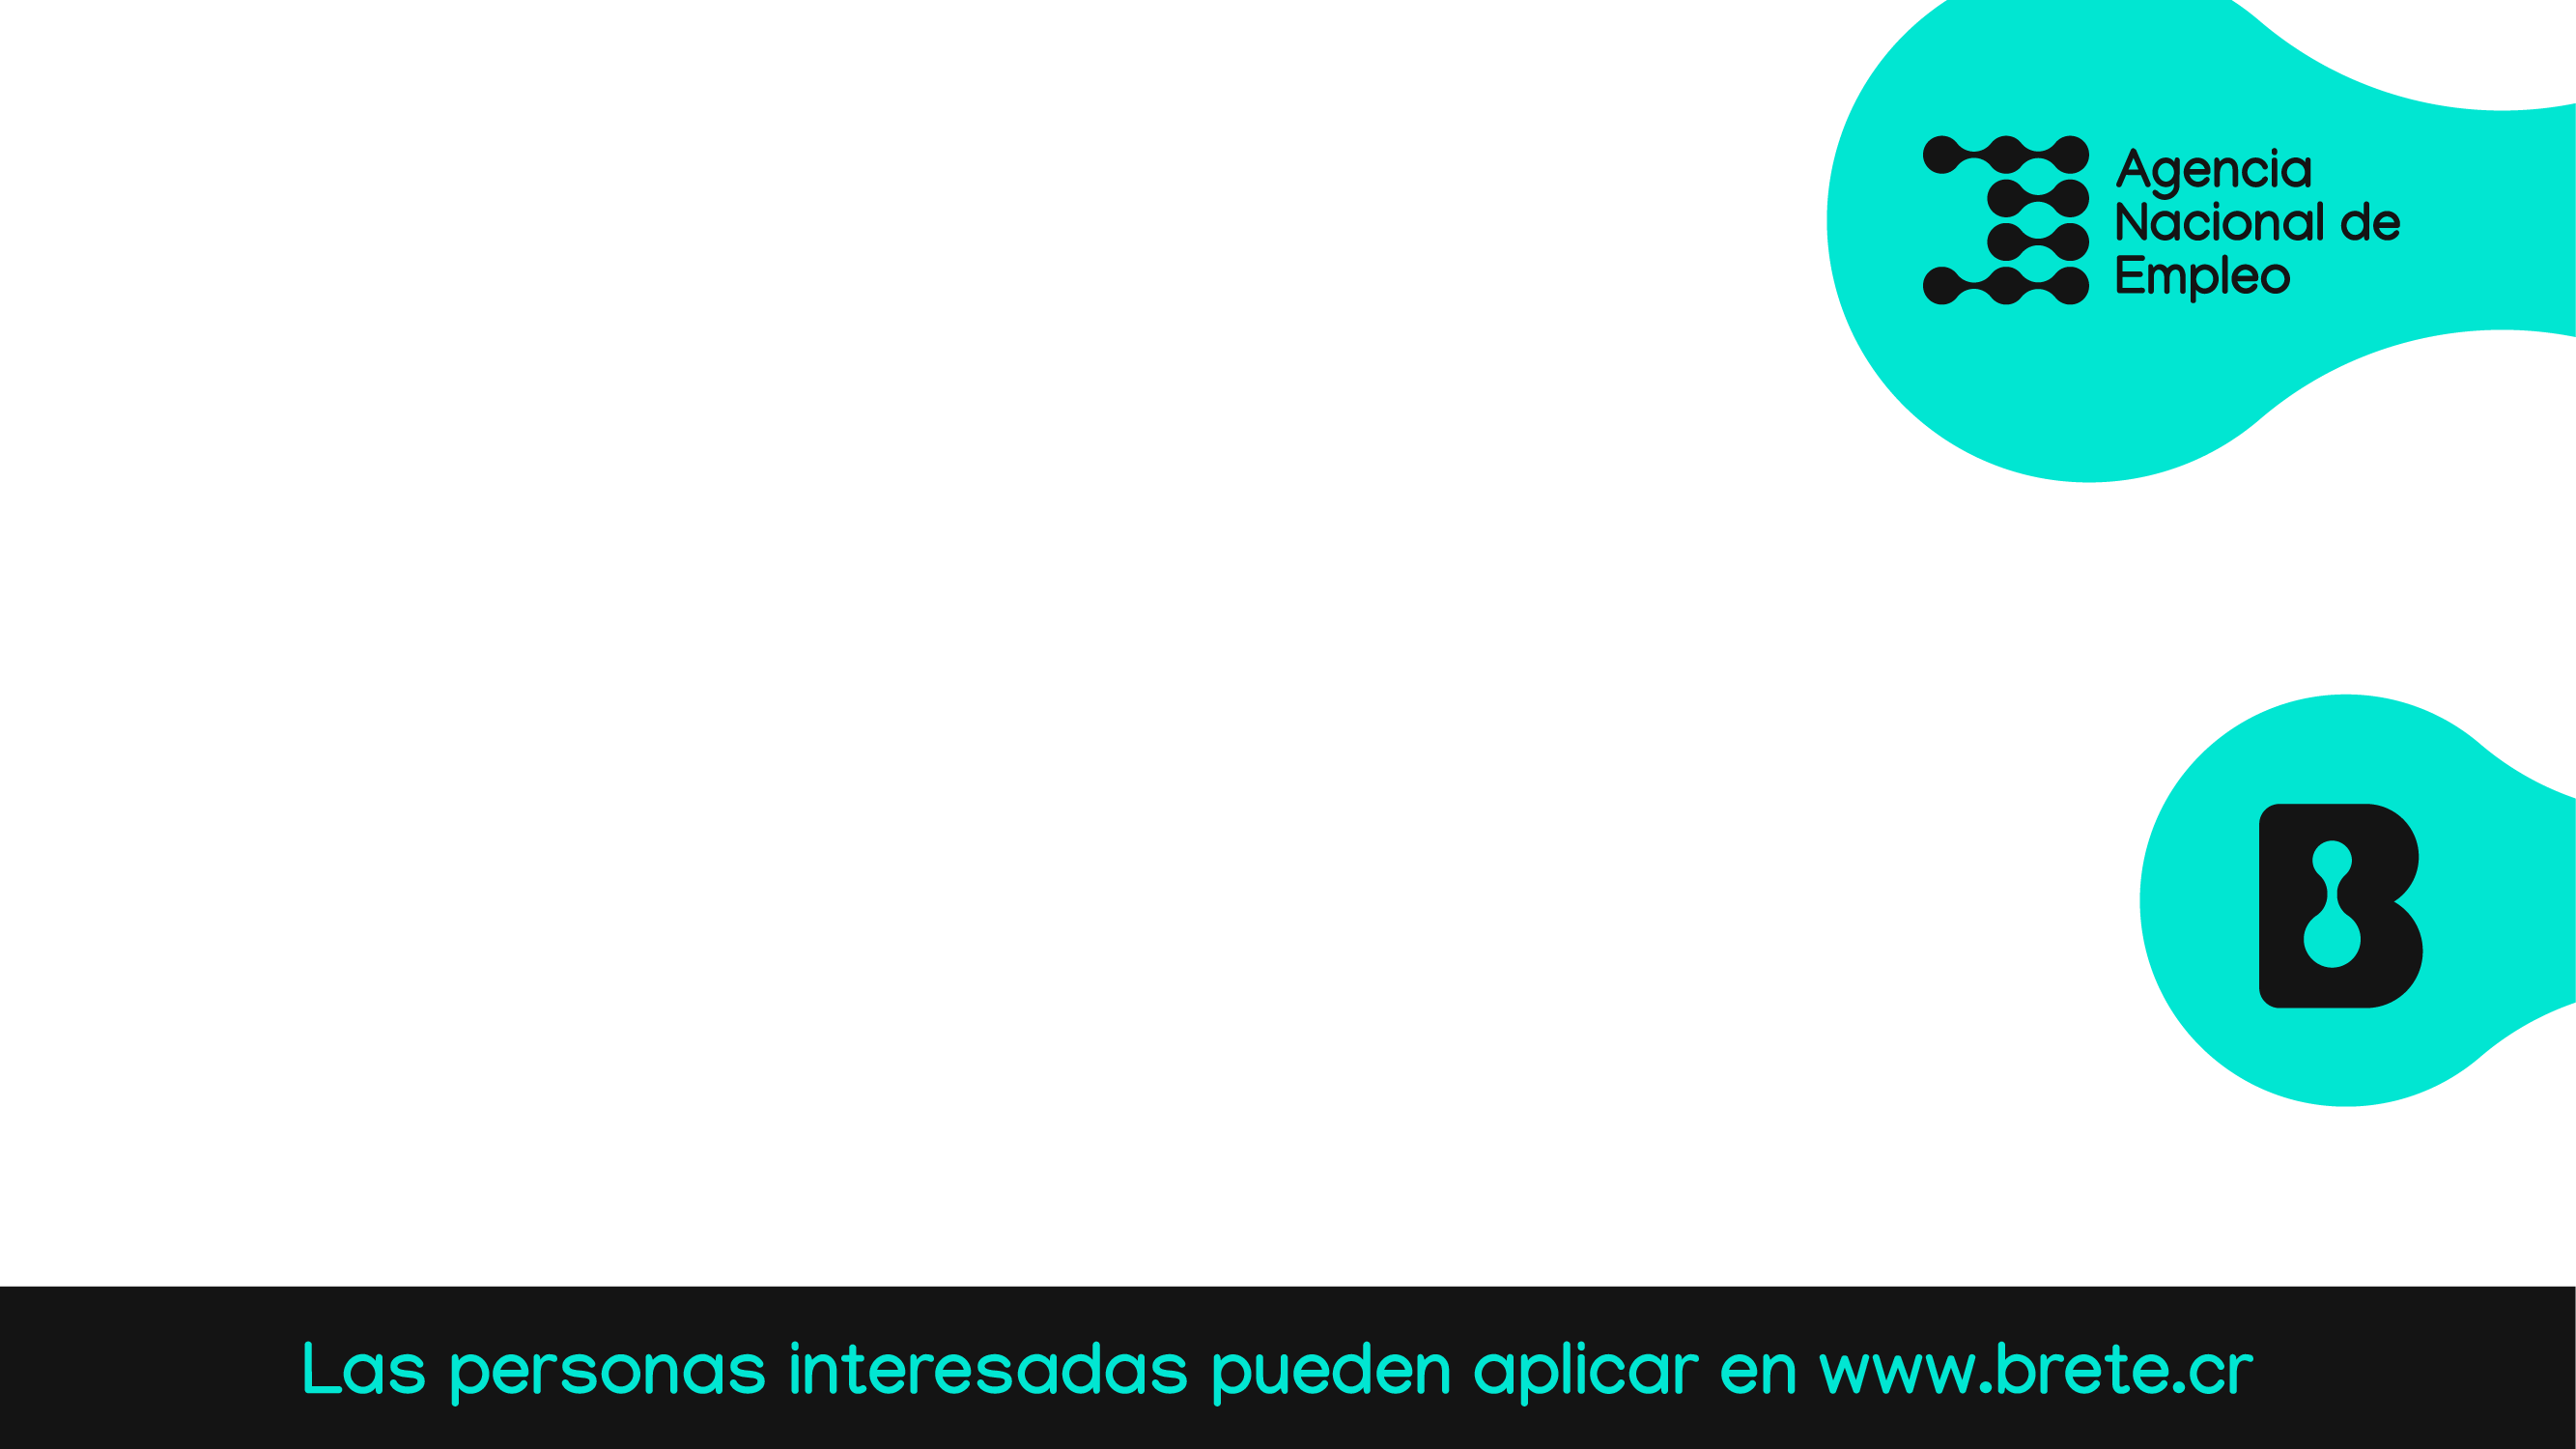 Agencia
Nacional de
Empleo
B
Las personas interesadas pueden aplicar en www.brete.cr